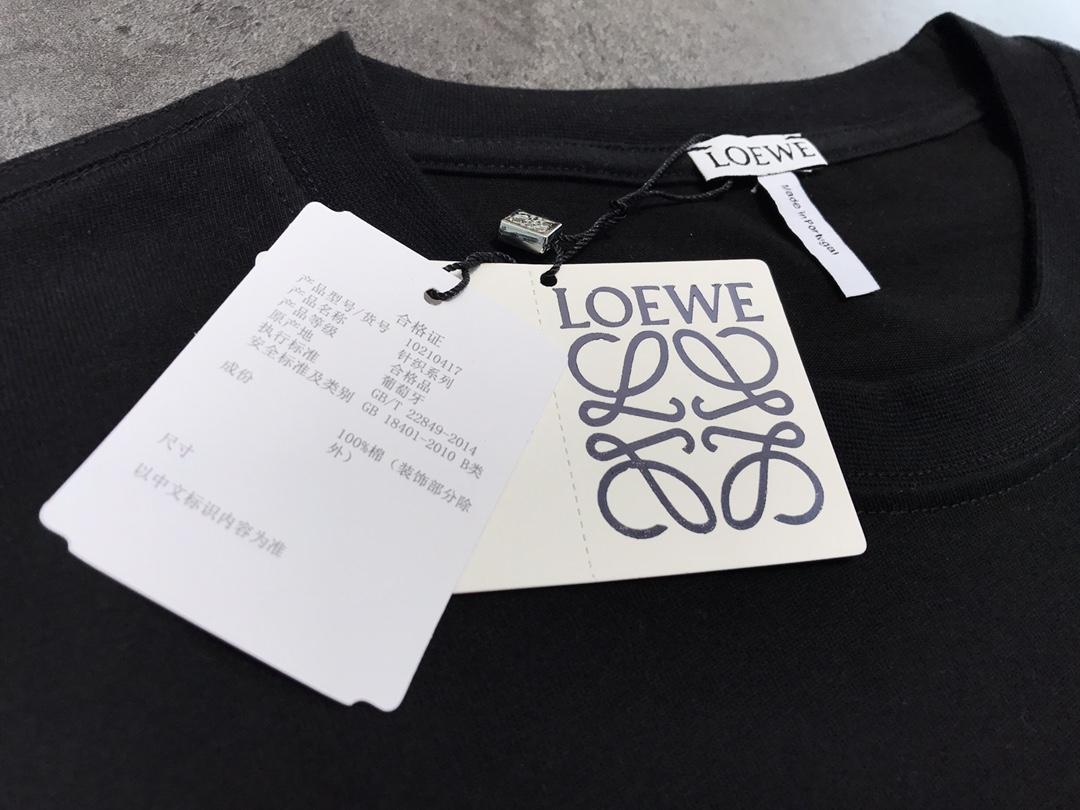 LOEWE
Made in Portugal
LOEWE
合格证
产品型号/货号 10210417
产品名称 针织系列
产品等级 合格品
原产地 葡萄牙
执行标准 GB/T 22849-2014
安全标准及类别 GB 18401-2010 B类
成份 100%棉（装饰部分除
外）
尺寸
以中文标识内容为准